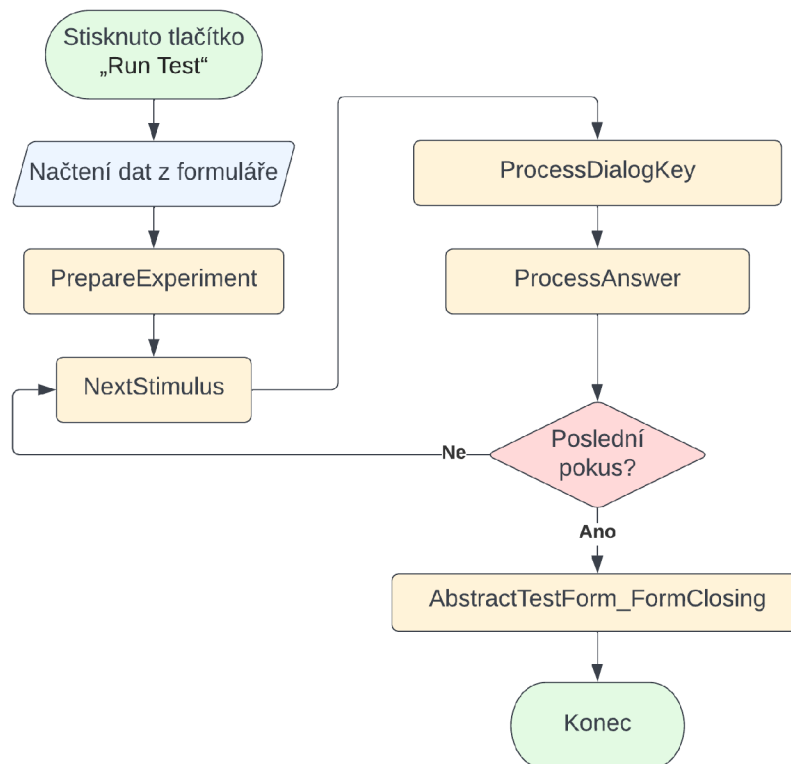 Stisknuto tlačítko
„Run Test“
Načtení dat z formuláře
PrepareExperiment
NextStimulus
ProcessDialogKey
ProcessAnswer
Poslední
pokus?
Ne
Ano
AbstractTestForm_FormClosing
Konec